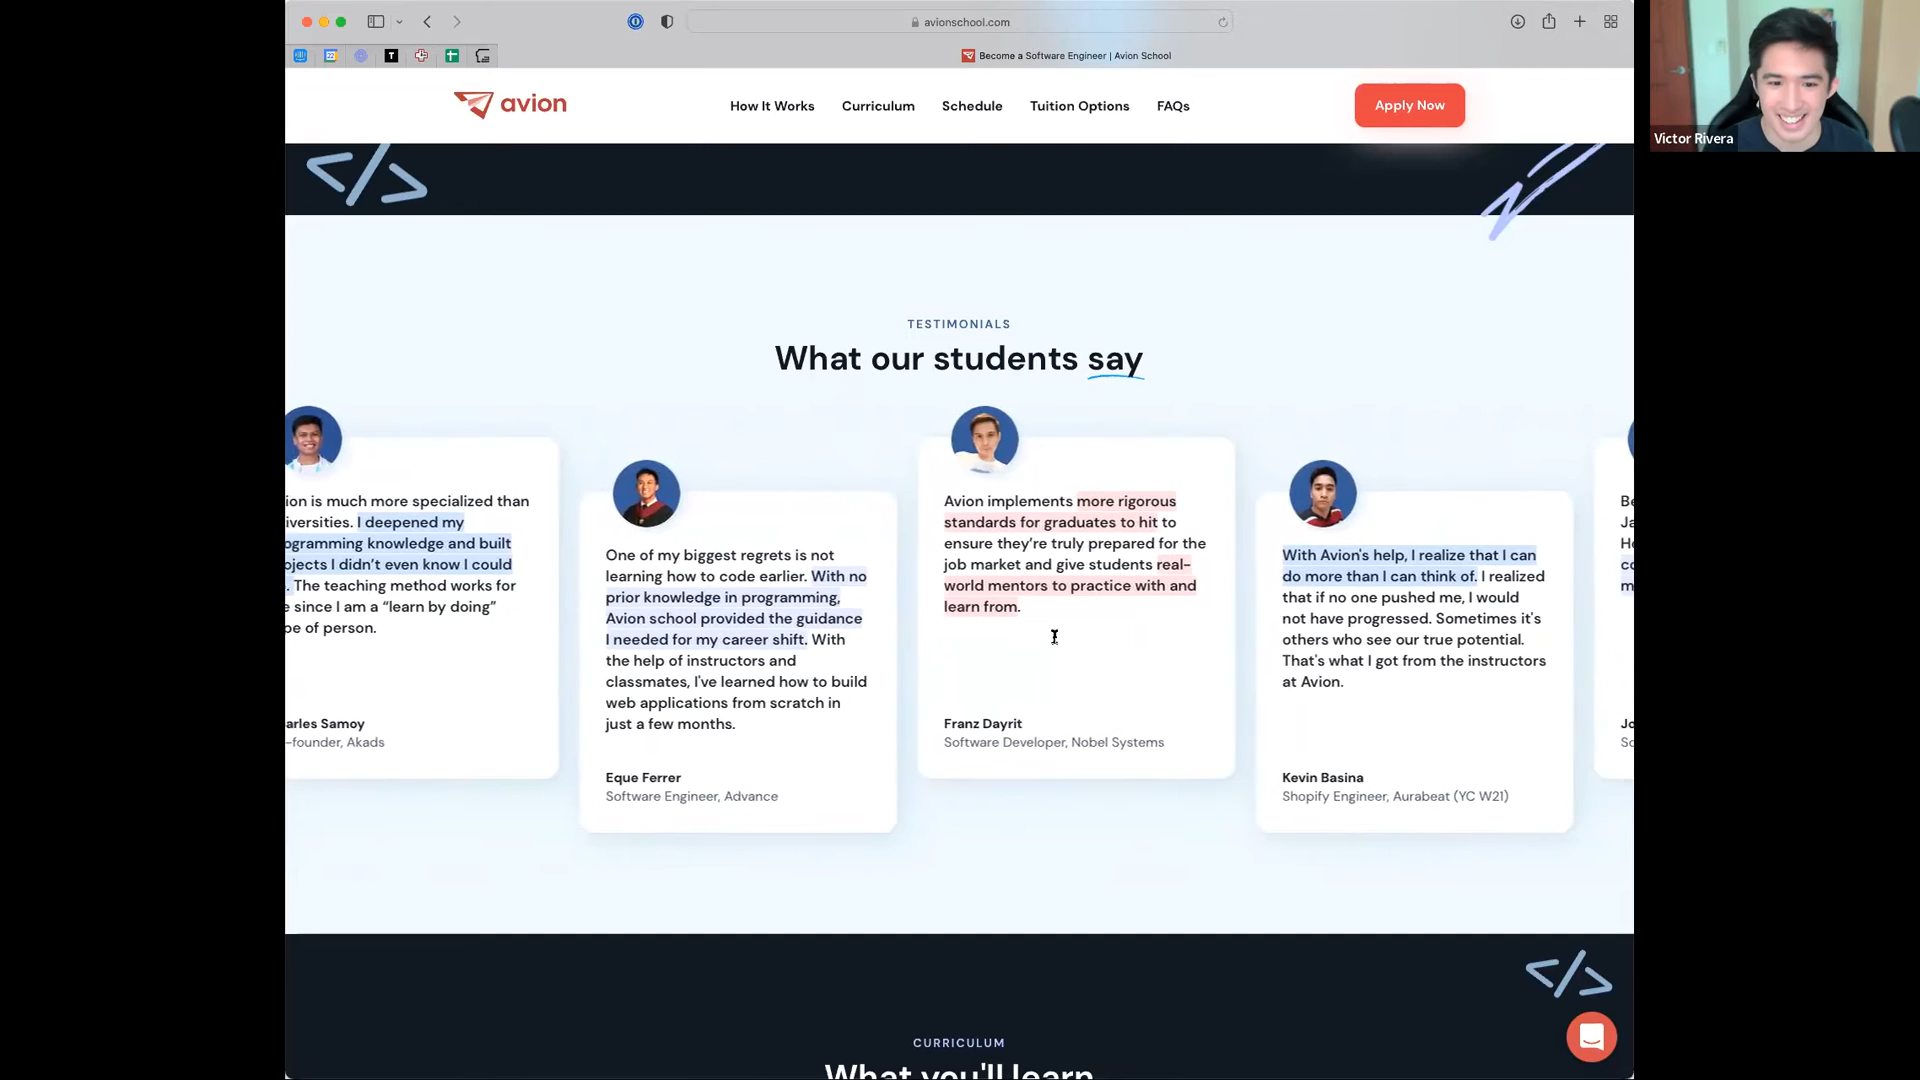 avionschool.com
Become a Software Engineer | Avion School
avion
How It Works
Curriculum
Schedule
Tuition Options
FAQs
Apply Now
Victor Rivera
</>
TESTIMONIALS
What our students say
ion is much more specialized than
iversities. I deepened my
ogramming knowledge and built
ojects I didn’t even know I could
. The teaching method works for
e since I am a “learn by doing”
pe of person.
arles Samoy
-founder, Akads
One of my biggest regrets is not
learning how to code earlier. With no
prior knowledge in programming,
Avion school provided the guidance
I needed for my career shift. With
the help of instructors and
classmates, I've learned how to build
web applications from scratch in
just a few months.
Eque Ferrer
Software Engineer, Advance
Avion implements more rigorous
standards for graduates to hit to
ensure they’re truly prepared for the
job market and give students real-
world mentors to practice with and
learn from.
Franz Dayrit
Software Developer, Nobel Systems
With Avion's help, I realize that I can
do more than I can think of. I realized
that if no one pushed me, I would
not have progressed. Sometimes it's
others who see our true potential.
That's what I got from the instructors
at Avion.
Kevin Basina
Shopify Engineer, Aurabeat (YC W21)
Be
Ja
He
co
m
Jo
So
</>
CURRICULUM
What you'll learn